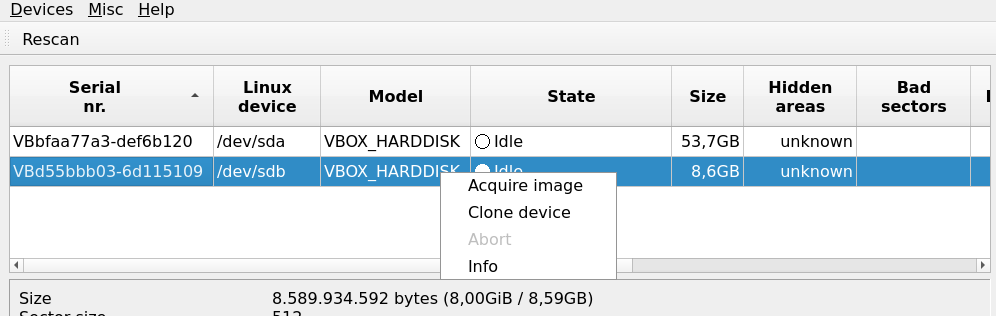 Devices Misc Help
Rescan
Serial nr. Linux device Model State Size Hidden areas Bad sectors
VBbfaa77a3-def6b120 /dev/sda VBOX_HARDDISK Idle 53,7GB unknown
VBd55bbb03-6d115109 /dev/sdb VBOX_HARDDISK Idle 8,6GB unknown
Acquire image
Clone device
Abort
Info
Size 8.589.934.592 bytes (8,00GiB / 8,59GB)
Sector size 512